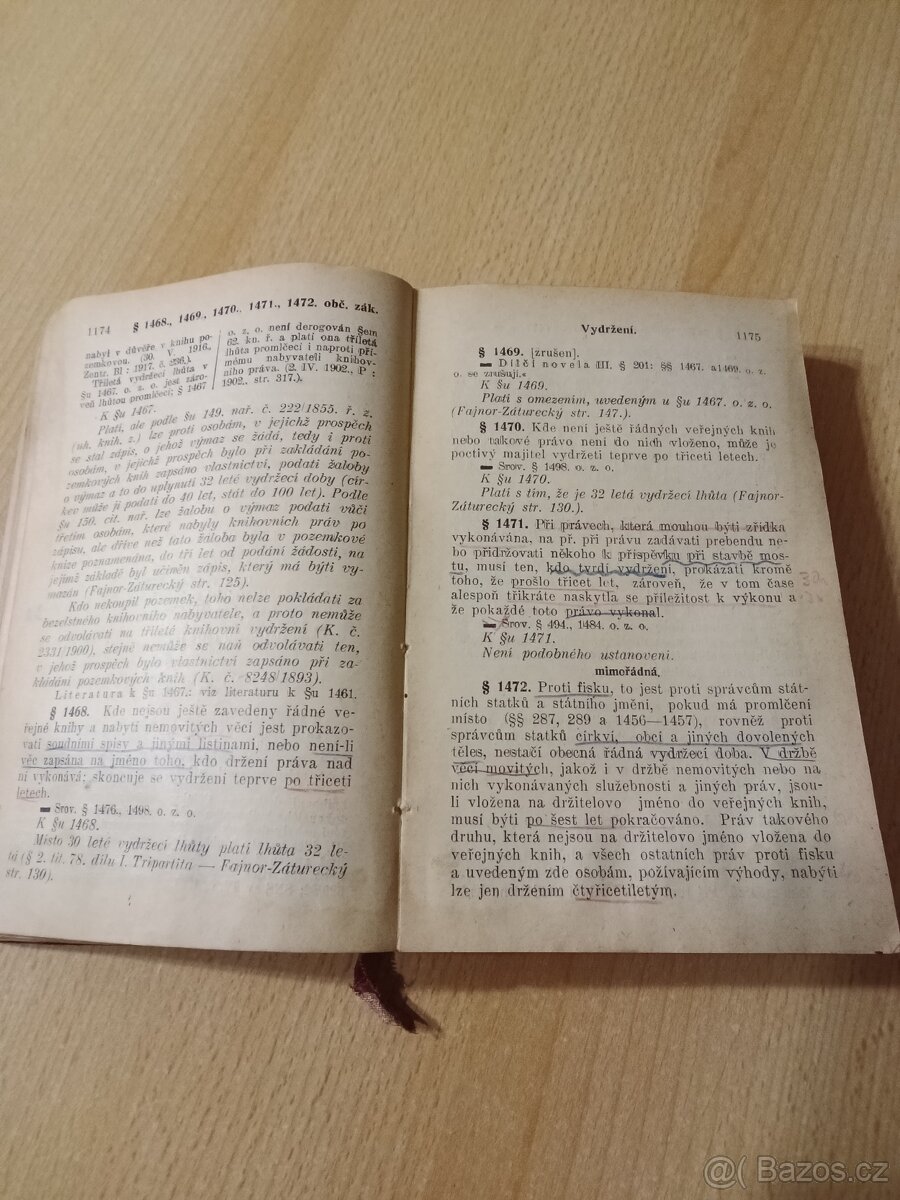 1174 § 1468., 1469., 1470., 1471., 1472. obč. zák.
nabyl v důvěře v knihu po-
zemkovou. (30. V. 1916.,
Zentr. Bl : 1917. č. 236.)
Tříletá vydržecí lhůta v
§u 1467. o. z. o. jest záro-
veň lhůtou promlčecí; § 1467
o. z. o. není derogován §em
62. kn. ř. a platí ona tříletá
lhůta promlčecí i naproti pří-
mému nabyvateli knihov-
ního práva. (2. IV. 1902., P :
1902., str. 317.).
K §u 1467.
Platí, ale podle §u 149. nař. č. 222/1855. ř. z.
(uh. knih. z.) lze proti osobám, v jejichž prospěch
se stal zápis, o jehož výmaz se žádá, tedy i proti
osobám, v jejichž prospěch bylo při zakládání po-
zemkových knih zapsáno vlastnictví, podati žaloby
o výmaz a to do uplynutí 32 leté vydržecí doby (cír-
kev může ji podati do 40 let, stát do 100 let). Podle
§u 150. cit. nař. lze žalobu o výmaz podati vůči
třetím osobám, které nabyly knihovních práv po
zápisu, ale dříve než tato žaloba byla v pozemkové
knize poznamenána, do tří let od podání žádosti, na
jejímž základě byl učiněn zápis, který má býti vy-
mazán (Fajnor-Záturecký str. 125).
Kdo nekoupil pozemek, toho nelze pokládati za
bezelstného knihovního nabyvatele, a proto nemůže
se odvolávati na tříleté knihovní vydržení (K. č.
2331/1900), stejně nemůže se naň odvolávati ten,
v jehož prospěch bylo vlastnictví zapsáno při za-
kládání pozemkových knih (K. č. 8248/1893).
Literatura k §u 1467.: viz literaturu k §u 1461.
§ 1468. Kde nejsou ještě zavedeny řádné ve-
řejné knihy a nabytí nemovitých věcí jest prokazo-
vati soudními spisy a jinými listinami, nebo není-li
věc zapsána na jméno toho, kdo držení práva nad
ní vykonává: skoncuje se vydržení teprve po třiceti
letech.
Srov. § 1476., 1498. o. z. o.
K §u 1468.
Místo 30 leté vydržecí lhůty platí lhůta 32 le-
tá (§ 2. tit. 78. dílu I. Tripartita — Fajnor-Záturecký
str. 130).
Vydržení. 1175
§ 1469. [zrušen].
Dílčí novela III. § 201: §§ 1467. a 1469. o. z.
o. se zrušují.«
K §u 1469.
Platí s omezením, uvedeným u §u 1467. o. z. o.
(Fajnor-Záturecký str. 147.).
§ 1470. Kde není ještě řádných veřejných knih
nebo takové právo není do nich vloženo, může je
poctivý majitel vydržeti teprve po třiceti letech.
Srov. § 1498. o. z. o.
K §u 1470.
Platí s tím, že je 32 letá vydržecí lhůta (Fajnor-
Záturecký str. 130.).
§ 1471. Při právech, která mouhou býti zřídka
vykonávána, na př. při právu zadávati prebendu ne-
bo přidržovati někoho k příspěvku při stavbě mos-
tu, musí ten, kdo tvrdí vydržení, prokázati kromě
toho, že prošlo třicet let, zároveň, že v tom čase
alespoň třikráte naskytla se příležitost k výkonu a
že pokaždé toto právo vykonal.
Srov. § 494., 1484. o. z. o.
K §u 1471.
Není podobného ustanovení.
mimořádná.
§ 1472. Proti fisku, to jest proti správcům stát-
ních statků a státního jmění, pokud má promlčení
místo (§§ 287, 289 a 1456—1457), rovněž proti
správcům statků církví, obcí a jiných dovolených
těles, nestačí obecná řádná vydržecí doba. V držbě
věcí movitých, jakož i v držbě nemovitých nebo na
nich vykonávaných služebností a jiných práv, jsou-
li vložena na držitelovo jméno do veřejných knih,
musí býti po šest let pokračováno. Práv takového
druhu, která nejsou na držitelovo jméno vložena do
veřejných knih, a všech ostatních práv proti fisku
a uvedeným zde osobám, požívajícím výhody, nabýti
lze jen držením čtyřicetiletým.
@( Bazos.cz